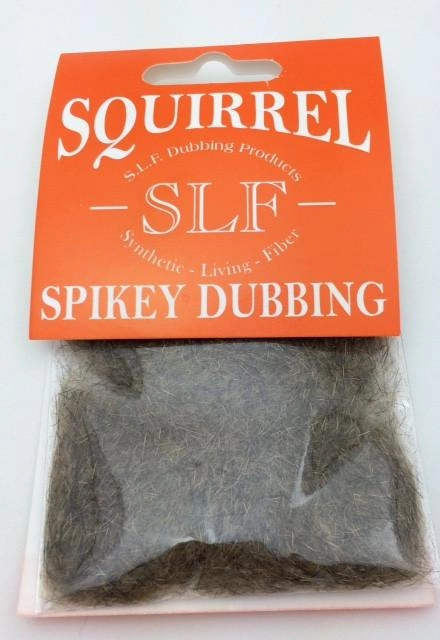 SQUIRREL
S.L.F. Dubbing Products
- SLF -
Synthetic - Living - Fiber
SPIKEY DUBBING